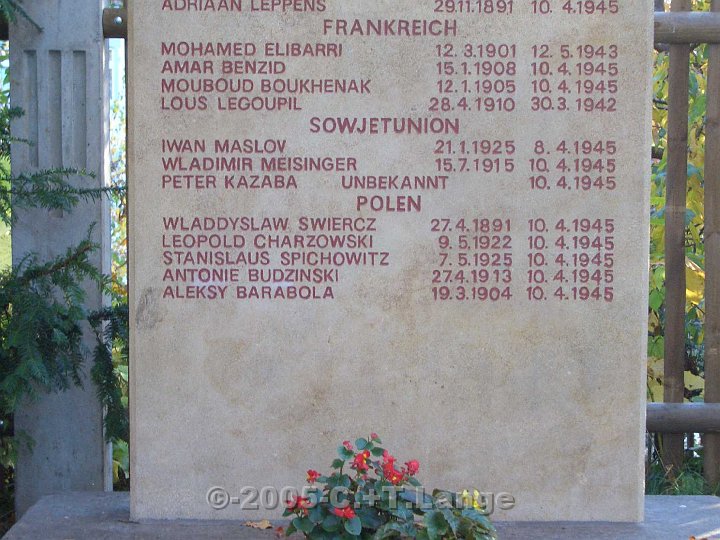 ADRIAAN LEPPENS 29.11.1891 10. 4.1945
FRANKREICH
MOHAMED ELIBARRI 12. 3.1901 12. 5.1943
AMAR BENZID 15.1.1908 10. 4.1945
MOUBOUD BOUKHENAK 12.1.1905 10. 4.1945
LOUS LEGOUPIL 28.4.1910 30.3.1942
SOWJETUNION
IWAN MASLOV 21.1.1925 8.4.1945
WLADIMIR MEISINGER 15.7.1915 10. 4.1945
PETER KAZABA UNBEKANNT 10. 4.1945
POLEN
WLADDYSLAW SWIERCZ 27.4.1891 10. 4.1945
LEOPOLD CHARZOWSKI 9.5.1922 10. 4.1945
STANISLAUS SPICHOWITZ 7.5.1925 10. 4.1945
ANTONIE BUDZINSKI 27.4.1913 10. 4.1945
ALEKSY BARABOLA 19.3.1904 10. 4.1945
©-2005-C.+T.Lange